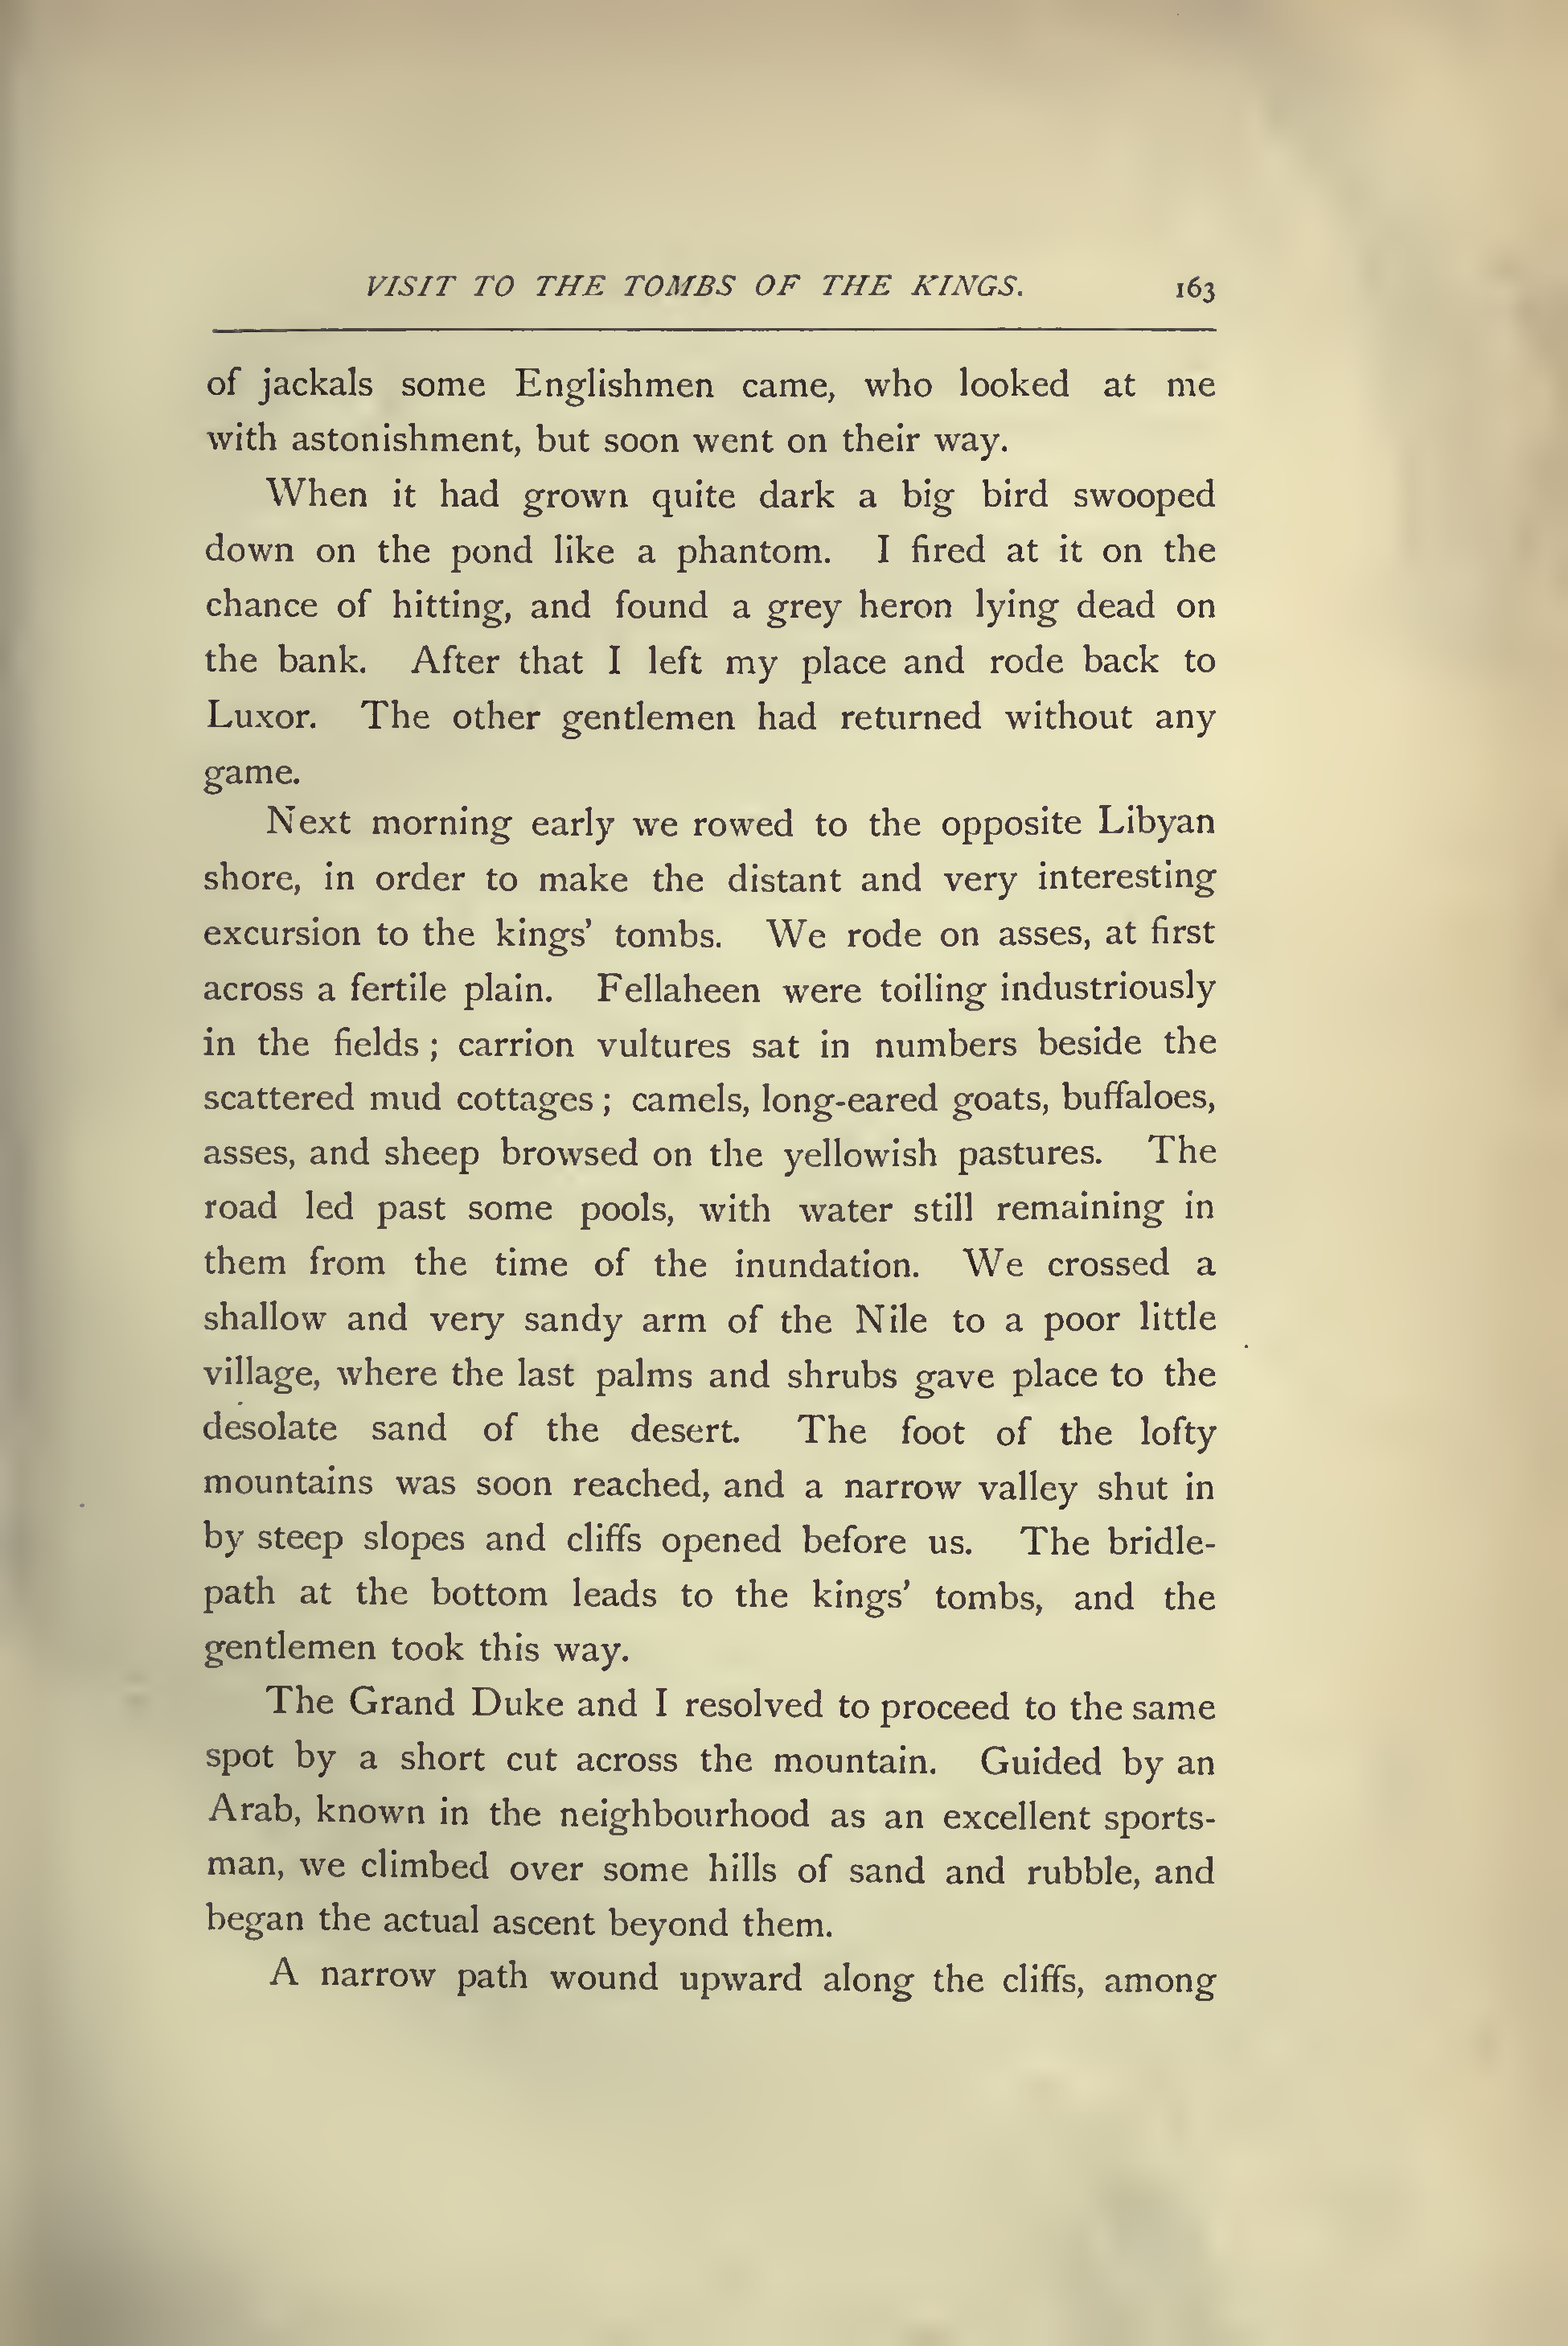 VISIT TO THE TOMBS OF THE KINGS. 163
of jackals some Englishmen came, who looked at me
with astonishment, but soon went on their way.
When it had grown quite dark a big bird swooped
down on the pond like a phantom. I fired at it on the
chance of hitting, and found a grey heron lying dead on
the bank. After that I left my place and rode back to
Luxor. The other gentlemen had returned without any
game.
Next morning early we rowed to the opposite Libyan
shore, in order to make the distant and very interesting
excursion to the kings' tombs. We rode on asses, at first
across a fertile plain. Fellaheen were toiling industriously
in the fields ; carrion vultures sat in numbers beside the
scattered mud cottages ; camels, long-eared goats, buffaloes,
asses, and sheep browsed on the yellowish pastures. The
road led past some pools, with water still remaining in
them from the time of the inundation. We crossed a
shallow and very sandy arm of the Nile to a poor little
village, where the last palms and shrubs gave place to the
desolate sand of the desert. The foot of the lofty
mountains was soon reached, and a narrow valley shut in
by steep slopes and cliffs opened before us. The bridle-
path at the bottom leads to the kings' tombs, and the
gentlemen took this way.
The Grand Duke and I resolved to proceed to the same
spot by a short cut across the mountain. Guided by an
Arab, known in the neighbourhood as an excellent sports-
man, we climbed over some hills of sand and rubble, and
began the actual ascent beyond them.
A narrow path wound upward along the cliffs, among